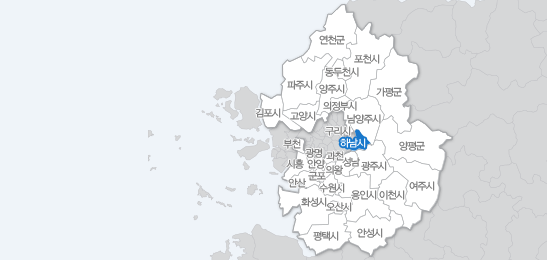 연천군
포천시
동두천시
파주시
양주시
가평군
의정부시
김포시
고양시
남양주시
구리시
하남시
양평군
부천
광명
과천
시흥
안양
성남
광주시
의왕
군포
안산
수원시
여주시
용인시
이천시
화성시
오산시
평택시
안성시